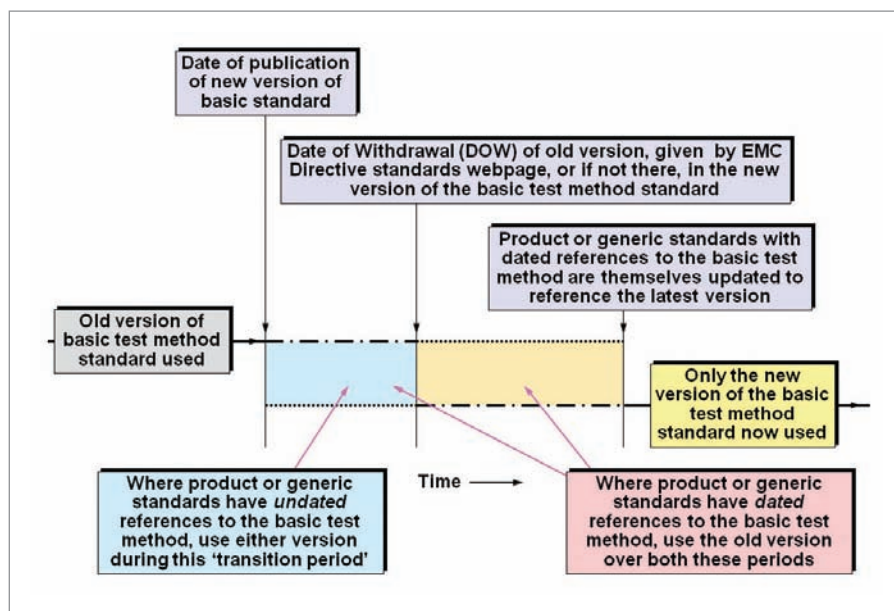 Date of publication
of new version of
basic standard
Date of Withdrawal (DOW) of old version, given by EMC
Directive standards webpage, or if not there, in the new
version of the basic test method standard
Product or generic standards with
dated references to the basic test
method are themselves updated to
reference the latest version
Old version of
basic test method
standard used
Only the new
version of the basic
test method
standard now used
Time
Where product or generic
standards have undated
references to the basic test
method, use either version
during this ‘transition period’
Where product or generic
standards have dated
references to the basic test
method, use the old version
over both these periods